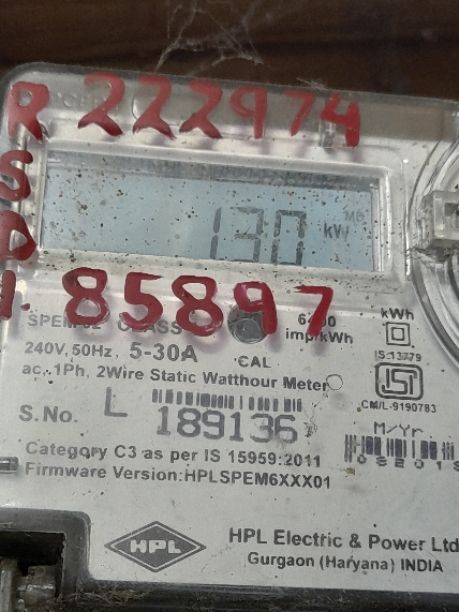 R 222974
S
1.30 kW MD
85897
240V, 50Hz, 5-30A
imp/kWh
kWh
CAL
IS:13779
ac, 1Ph, 2Wire Static Watthour Meter
CM/L-9190783
S.No. L 189136
M/Yr
Category C3 as per IS 15959:2011
Firmware Version:HPLSPEM6XXX01
HPL
HPL Electric & Power Ltd
Gurgaon (Haryana) INDIA